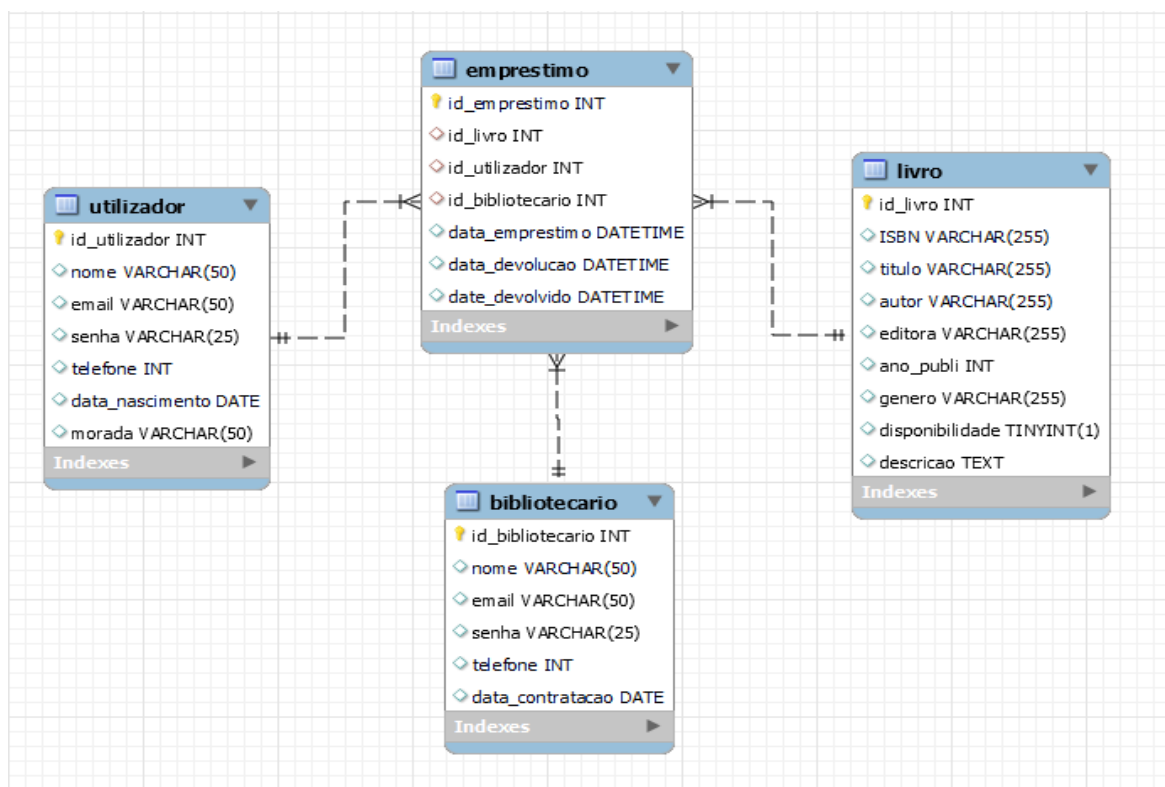 emprestimo
id_emprestimo INT
id_livro INT
id_utilizador INT
id_bibliotecario INT
data_emprestimo DATETIME
data_devolucao DATETIME
date_devolvido DATETIME
Indexes
utilizador
id_utilizador INT
nome VARCHAR(50)
email VARCHAR(50)
senha VARCHAR(25)
telefone INT
data_nascimento DATE
morada VARCHAR(50)
Indexes
livro
id_livro INT
ISBN VARCHAR(255)
titulo VARCHAR(255)
autor VARCHAR(255)
editora VARCHAR(255)
ano_publi INT
genero VARCHAR(255)
disponibilidade TINYINT(1)
descricao TEXT
Indexes
bibliotecario
id_bibliotecario INT
nome VARCHAR(50)
email VARCHAR(50)
senha VARCHAR(25)
telefone INT
data_contratacao DATE
Indexes